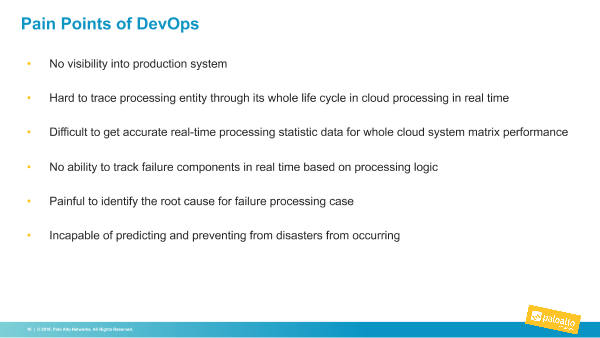 Pain Points of DevOps
• No visibility into production system
• Hard to trace processing entity through its whole life cycle in cloud processing in real time
• Difficult to get accurate real-time processing statistic data for whole cloud system matrix performance
• No ability to track failure components in real time based on processing logic
• Painful to identify the root cause for failure processing case
• Incapable of predicting and preventing from disasters from occurring
| © 2016, Palo Alto Networks. All Rights Reserved.
paloalto